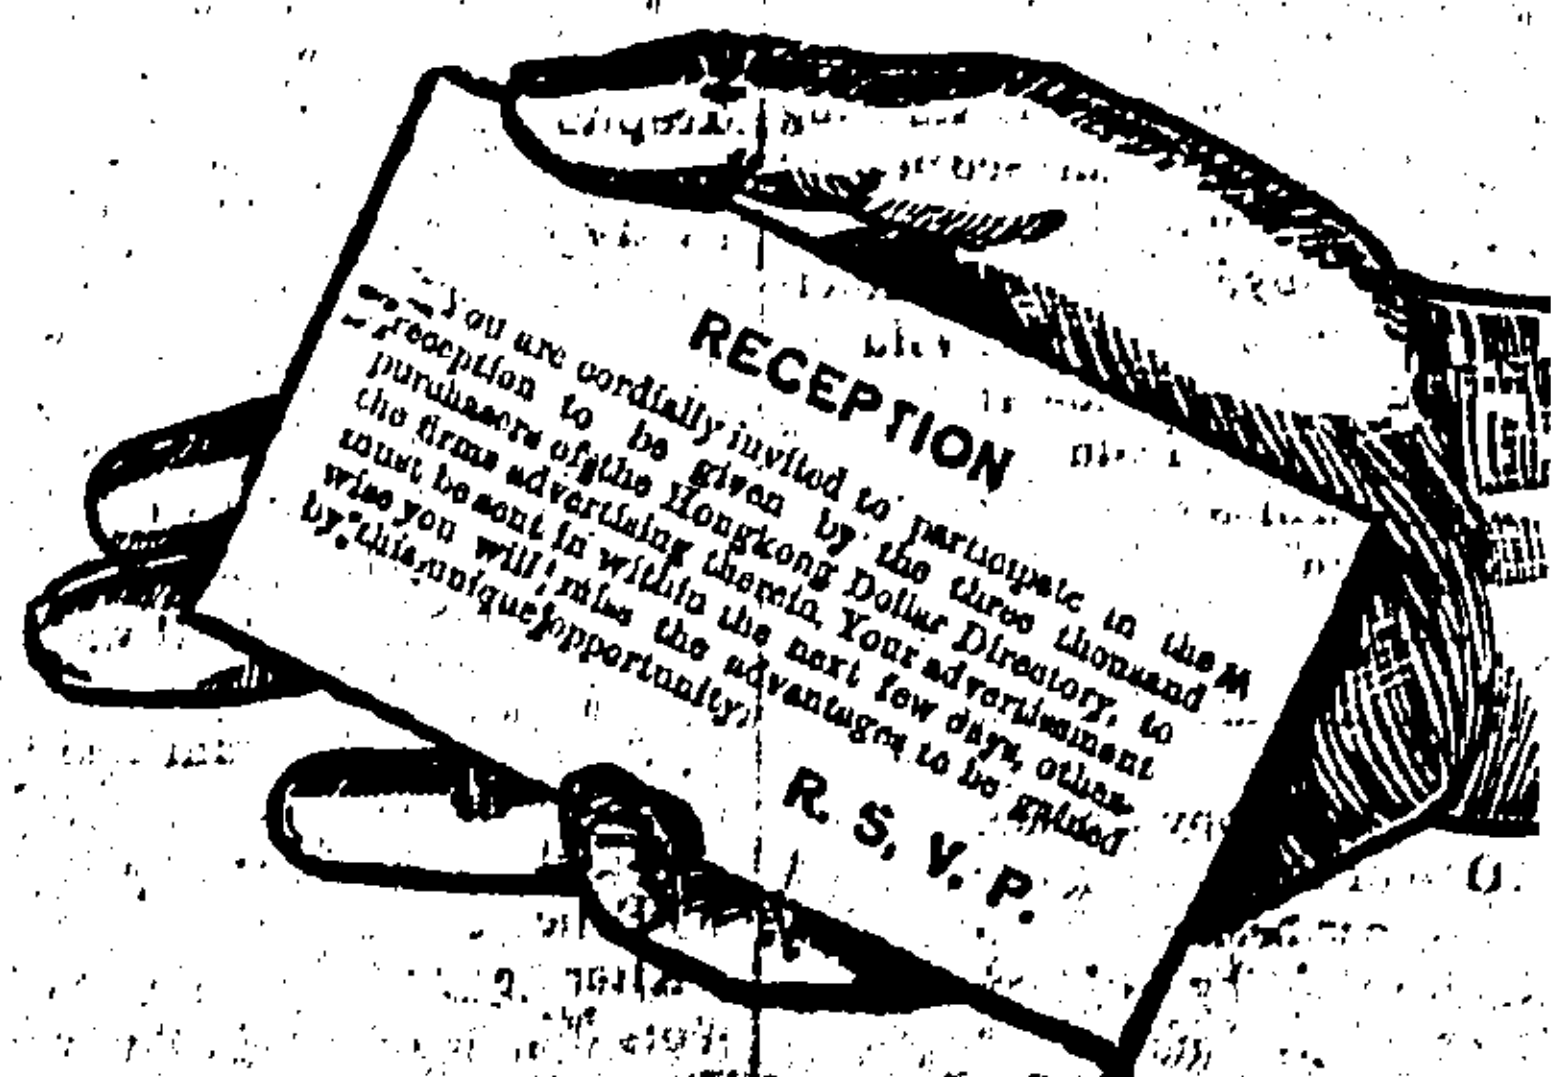 RECEPTION
You are cordially invited to participate in the
reception to be given by the three thousand
purchasers of the Hongkong Dollar Directory, to
the firms advertising therein. Your advertisement
must be sent in within the next few days, other-
wise you will miss the advantages to be gained
by this unique opportunity.
R. S. V. P.